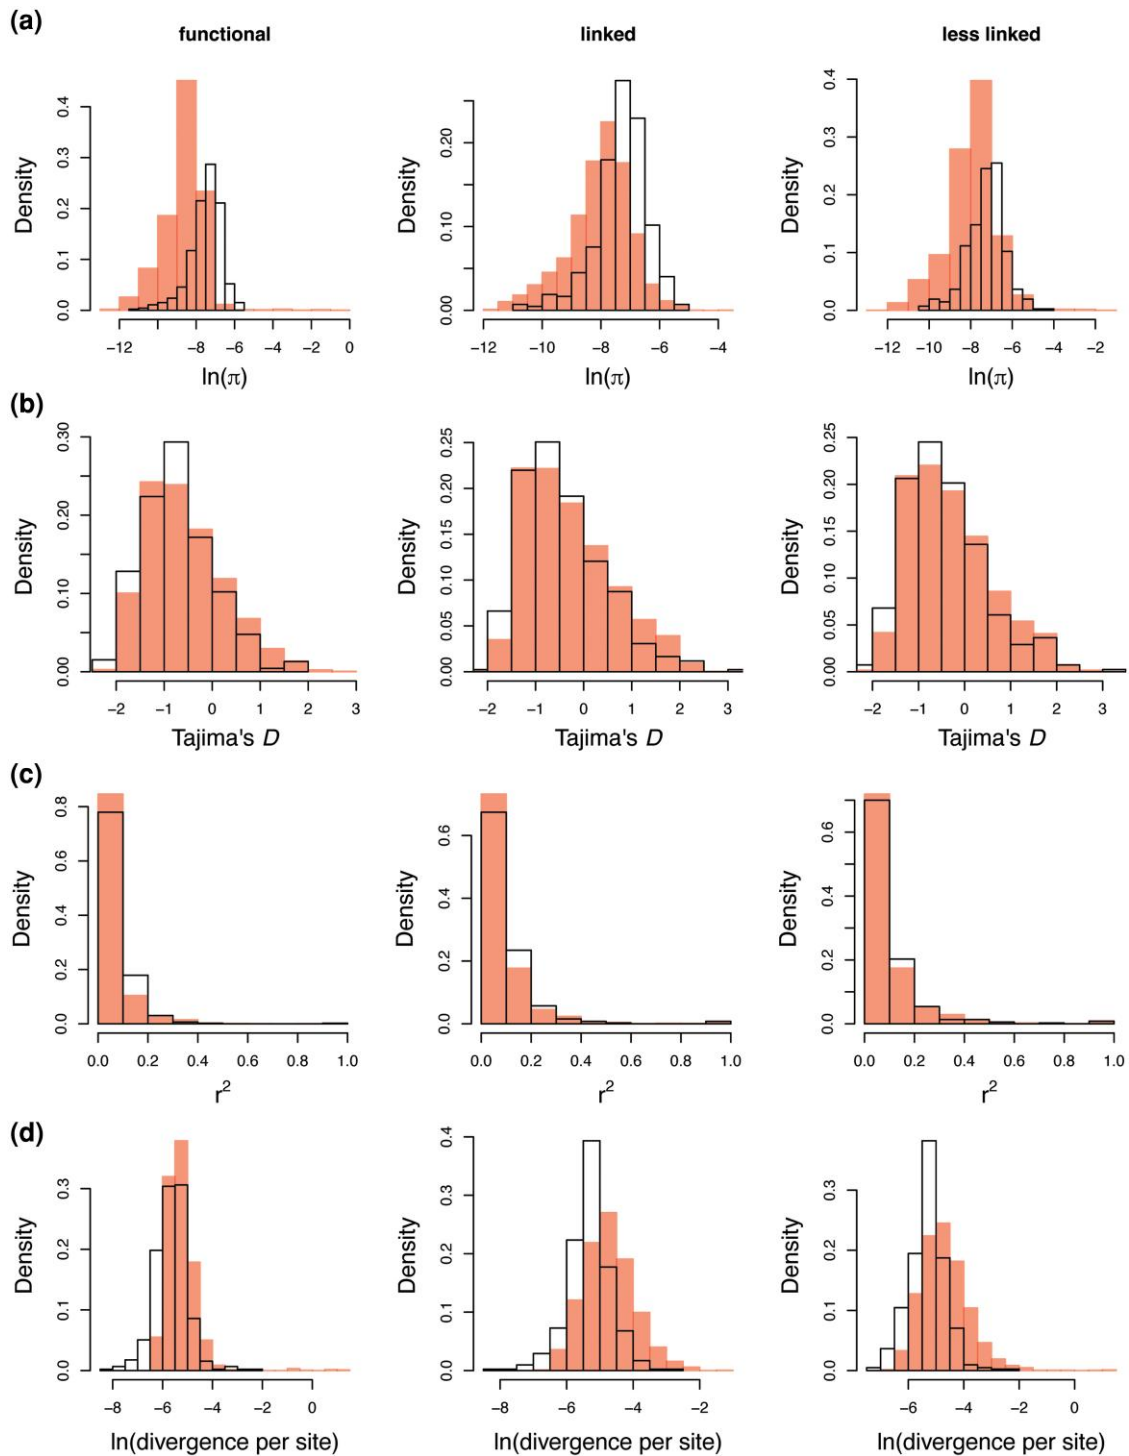 (a)
functional linked less linked
Density 0.0 0.1 0.2 0.3 0.4
−12 −10 −8 −6 −4 −2 0
ln(π)
Density 0.00 0.10 0.20
−12 −10 −8 −6 −4
ln(π)
Density 0.0 0.1 0.2 0.3 0.4
−12 −10 −8 −6 −4 −2
ln(π)
(b)
Density 0.00 0.10 0.20 0.30
−2 −1 0 1 2 3
Tajima's D
Density 0.00 0.05 0.10 0.15 0.20 0.25
−2 −1 0 1 2 3
Tajima's D
Density 0.00 0.05 0.10 0.15 0.20 0.25
−2 −1 0 1 2 3
Tajima's D
(c)
Density 0.0 0.2 0.4 0.6 0.8
0.0 0.2 0.4 0.6 0.8 1.0
r²
Density 0.0 0.2 0.4 0.6
0.0 0.2 0.4 0.6 0.8 1.0
r²
Density 0.0 0.2 0.4 0.6
0.0 0.2 0.4 0.6 0.8 1.0
r²
(d)
Density 0.0 0.1 0.2 0.3
−8 −6 −4 −2 0
ln(divergence per site)
Density 0.0 0.1 0.2 0.3 0.4
−8 −6 −4 −2
ln(divergence per site)
Density 0.0 0.1 0.2 0.3
−6 −4 −2 0
ln(divergence per site)